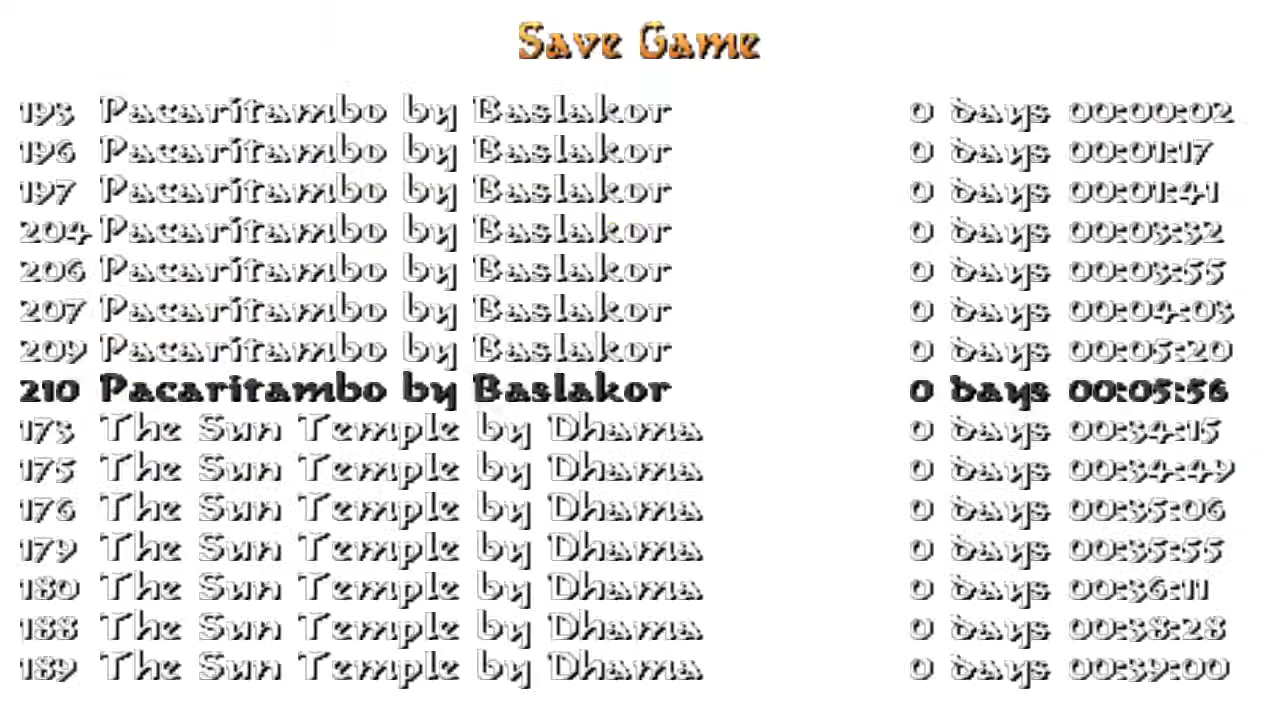 Save Game
193 Pacaritambo by Baslakor 0 days 00:00:02
196 Pacaritambo by Baslakor 0 days 00:01:17
197 Pacaritambo by Baslakor 0 days 00:01:41
204 Pacaritambo by Baslakor 0 days 00:03:32
206 Pacaritambo by Baslakor 0 days 00:03:55
207 Pacaritambo by Baslakor 0 days 00:04:03
209 Pacaritambo by Baslakor 0 days 00:05:20
210 Pacaritambo by Baslakor 0 days 00:05:56
173 The Sun Temple by Dhama 0 days 00:34:15
175 The Sun Temple by Dhama 0 days 00:34:49
176 The Sun Temple by Dhama 0 days 00:35:06
179 The Sun Temple by Dhama 0 days 00:35:55
180 The Sun Temple by Dhama 0 days 00:36:11
188 The Sun Temple by Dhama 0 days 00:38:28
189 The Sun Temple by Dhama 0 days 00:39:00